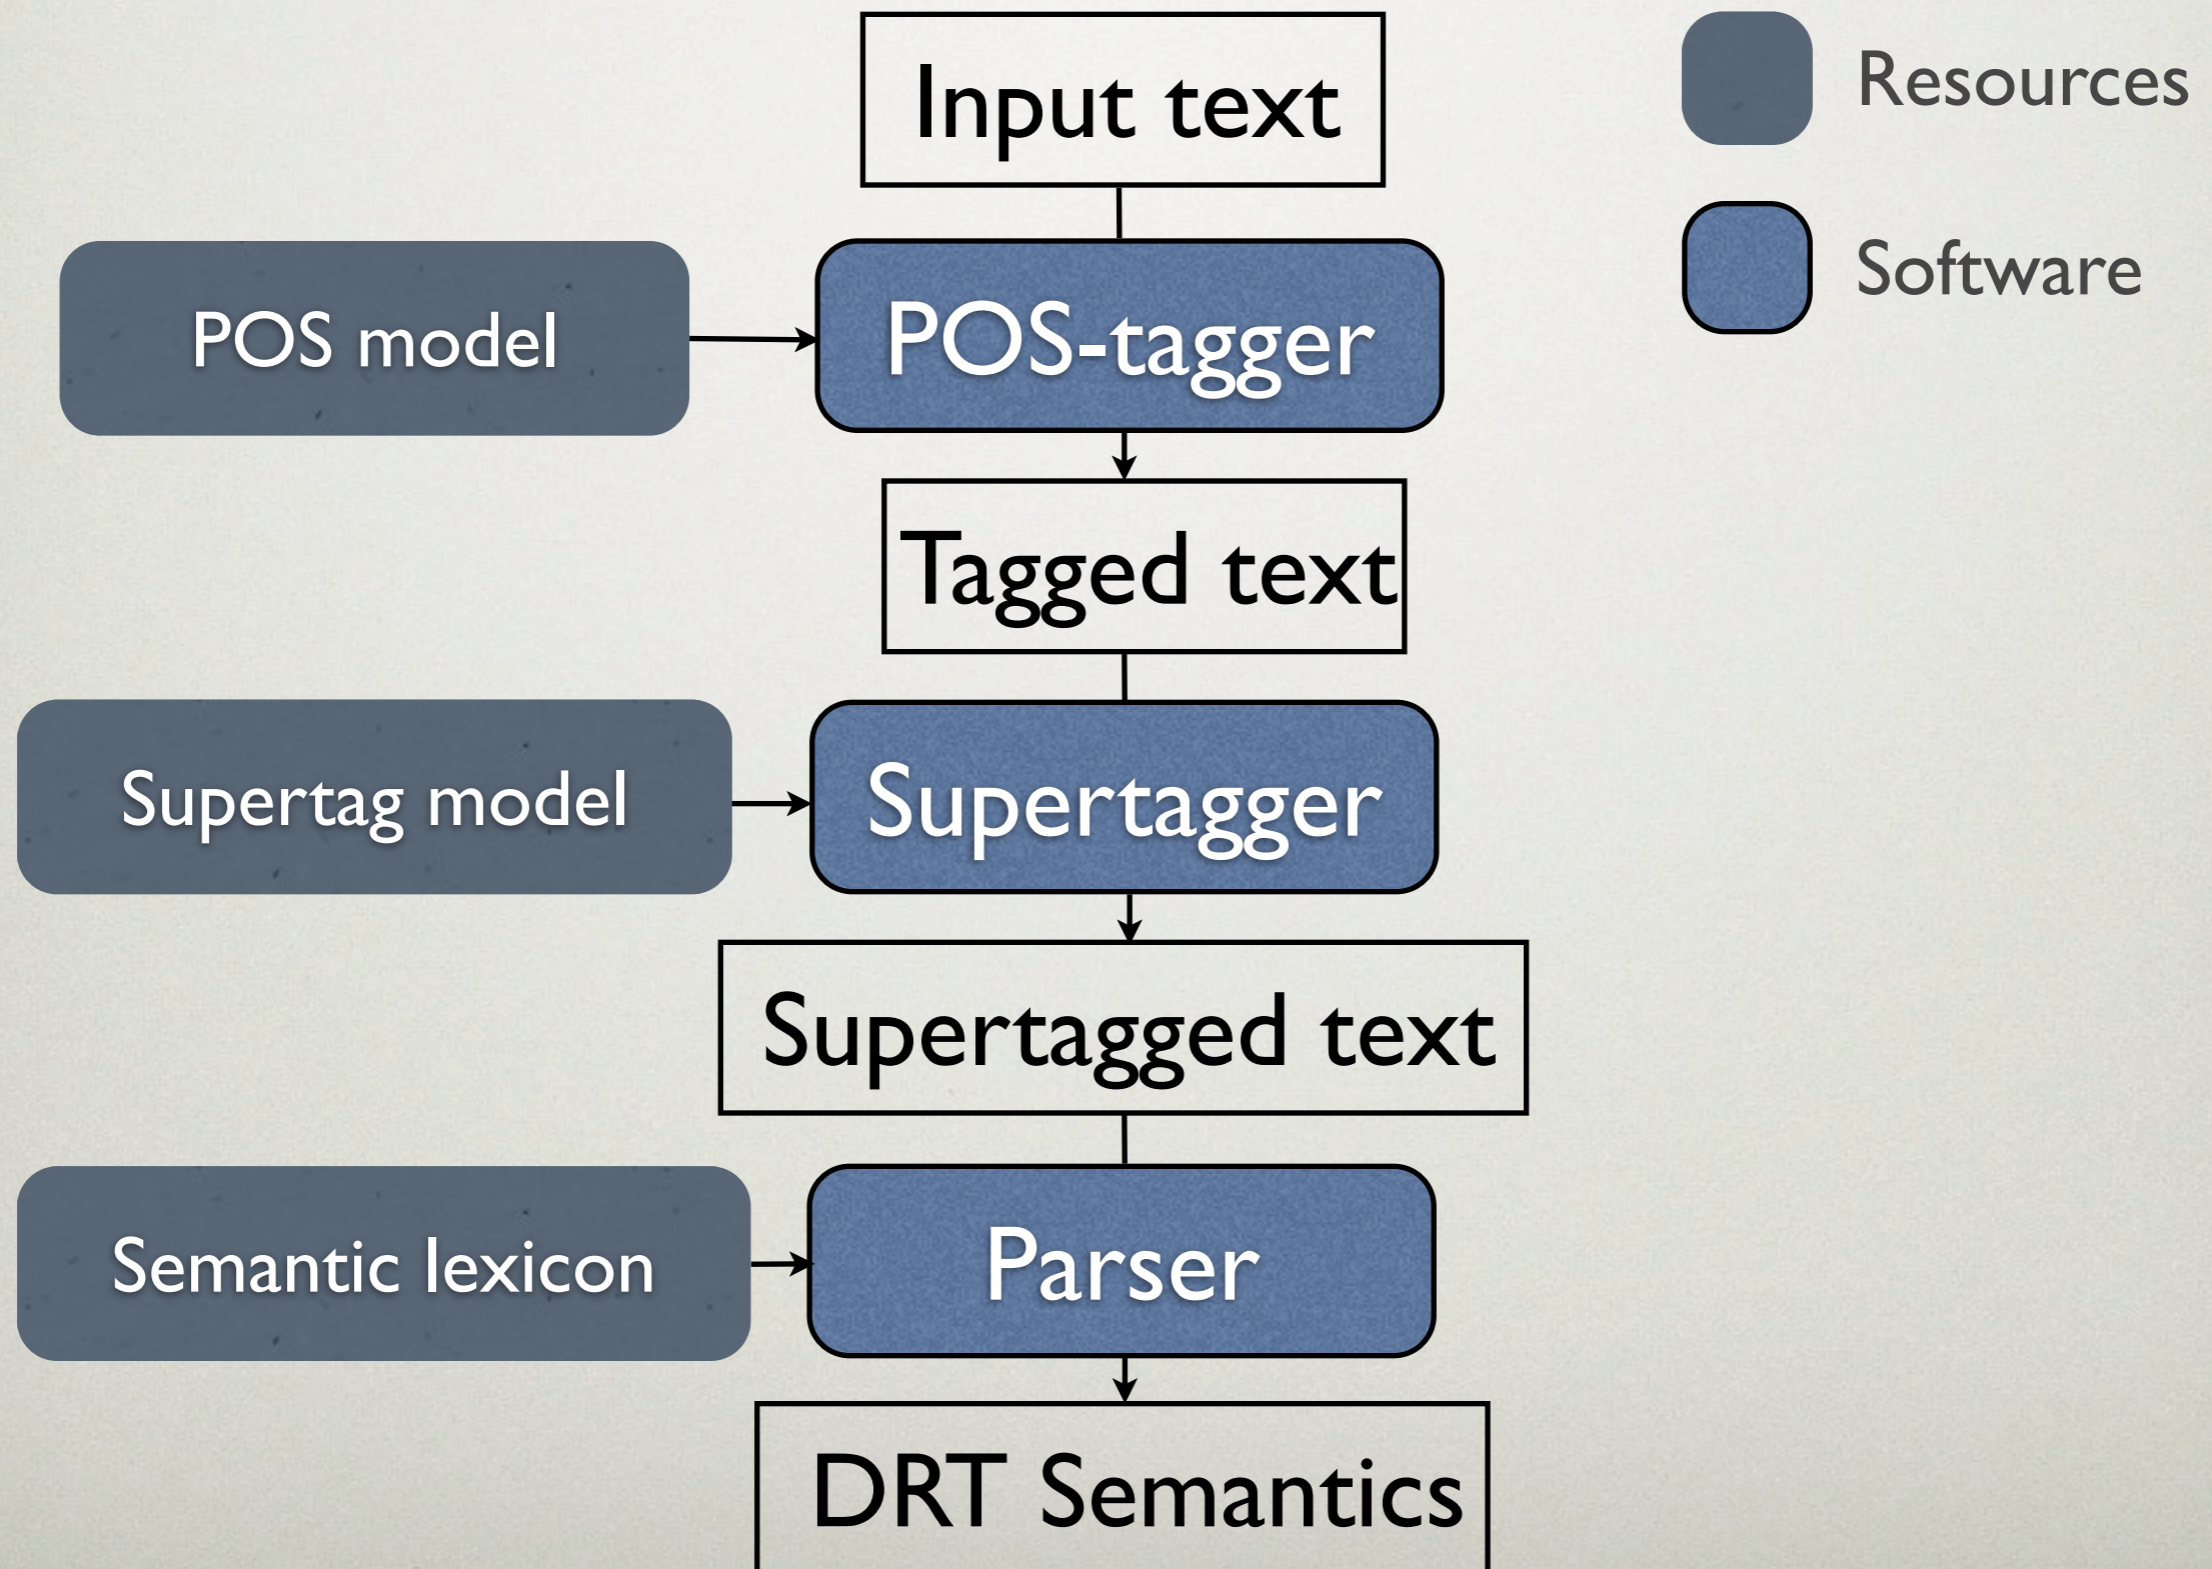 Input text
Resources
Software
POS model
POS-tagger
Tagged text
Supertag model
Supertagger
Supertagged text
Semantic lexicon
Parser
DRT Semantics